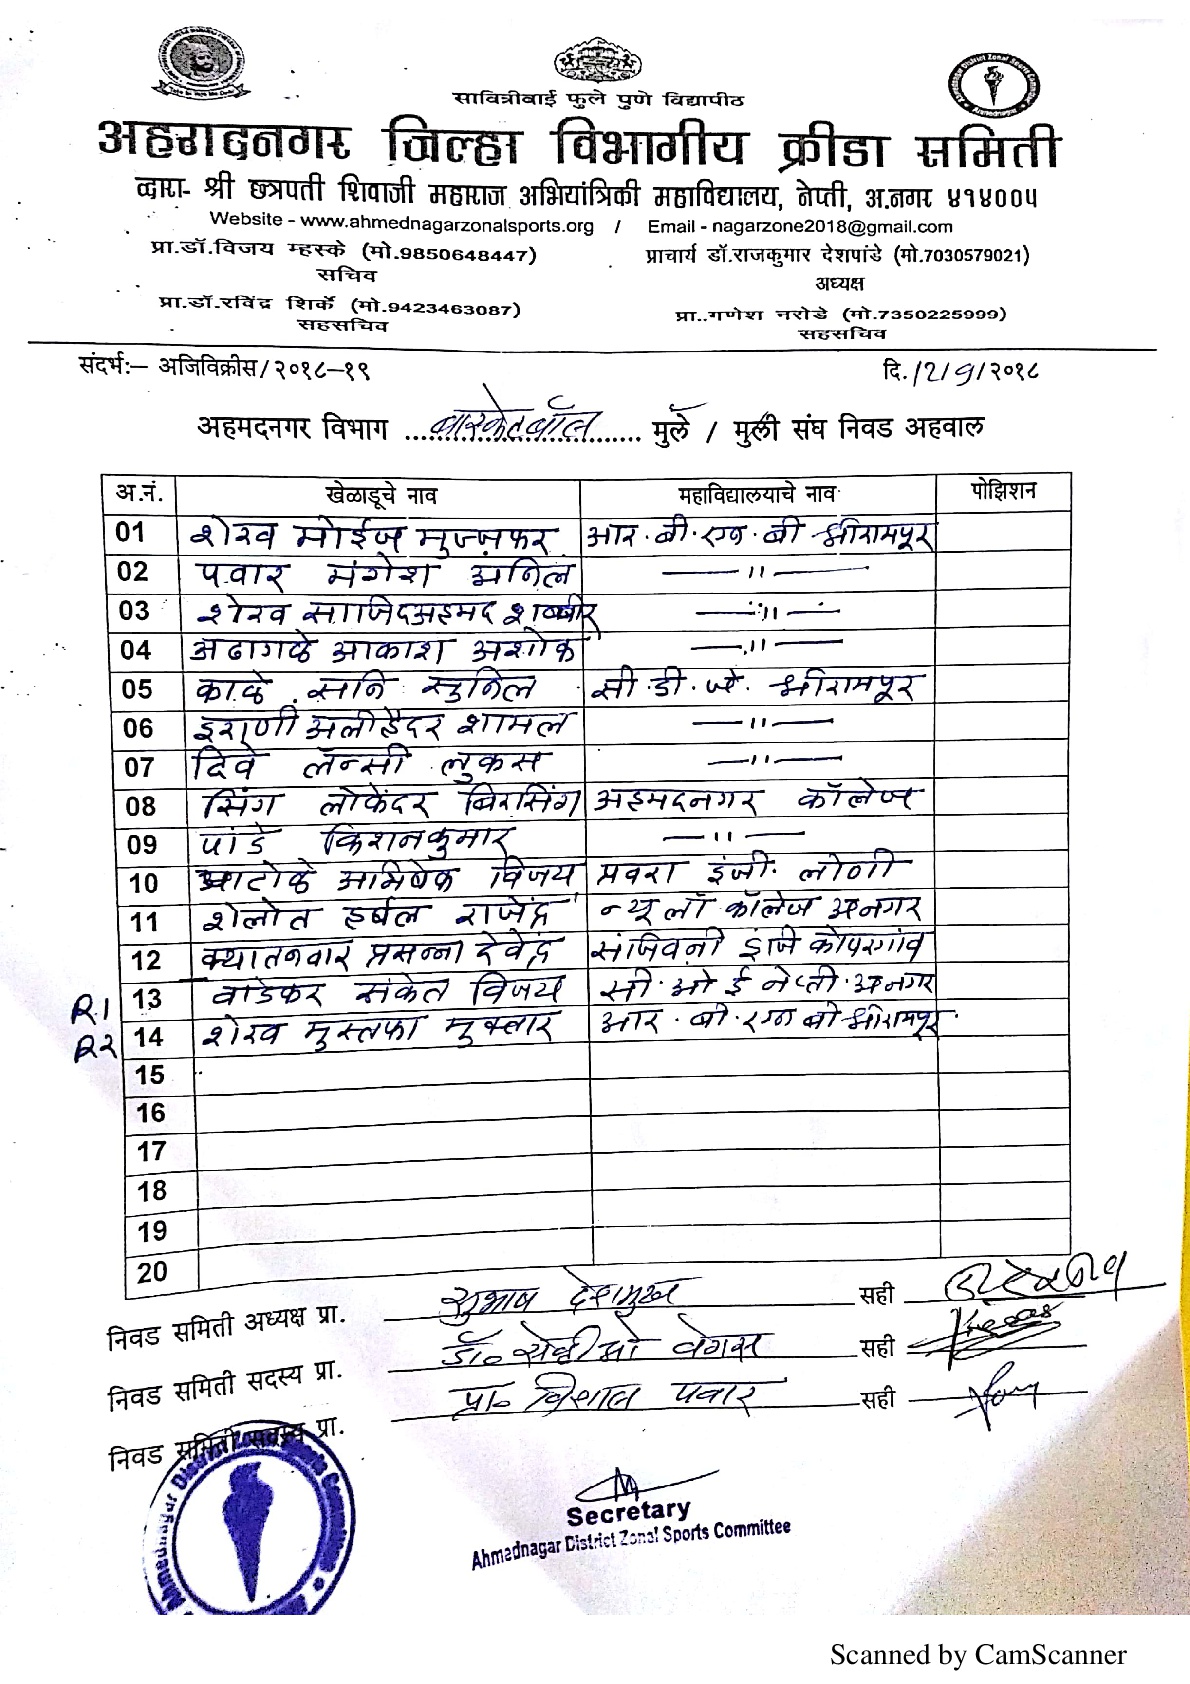 सावित्रीबाई फुले पुणे विद्यापीठ
अहमदनगर जिल्हा विभागीय क्रीडा समिती
द्वारा- श्री छत्रपती शिवाजी महाराज अभियांत्रिकी महाविद्यालय, नेप्ती, अ.नगर ४१४००५
Website - www.ahmednagarzonalsports.org / Email - nagarzone2018@gmail.com
प्रा.डॉ.विजय म्हस्के (मो.9850648447) प्राचार्य डॉ.राजकुमार देशपांडे (मो.7030579021)
सचिव अध्यक्ष
प्रा.डॉ.रविंद्र शिर्के (मो.9423463087) प्रा..गणेश नरोडे (मो.7350225999)
सहसचिव सहसचिव
संदर्भ:– अजिविक्रीस/२०१८–१९ दि.12/9/२०१८
अहमदनगर विभाग बास्केटबॉल मुले / मुली संघ निवड अहवाल
अ.नं. खेळाडूचे नाव महाविद्यालयाचे नाव पोझिशन
01 शेख मोईज मुज्जफर आर.बी.एन.बी श्रीरामपूर
02 पवार मंगेश अनिल —"—
03 शेख साजिदअहमद शब्बीर —"—
04 अढागळे आकाश अशोक —"—
05 काळे सनि सुनिल सी.डी.जे. श्रीरामपूर
06 इराणी अलीहैदर शामल —"—
07 दिवे लॅन्सी लुकस —"—
08 सिंग लोकेंदर बिरसिंग अहमदनगर कॉलेज
09 पांडे किशनकुमार —"—
10 अभिषेक विजय प्रवरा इंजी. लोणी
11 शेलोत हर्षल राजेंद्र न्यू लॉ कॉलेज अ.नगर
12 क्यातनवार प्रसन्ना देवेंद्र संजिवनी इंजि कोपरगांव
R.1 13 वाडेकर संकेत विजय सी.ओ ई नेप्ती.अ.नगर
R2 14 शेख मुस्तफा मुक्तार आर.बी.एन बी श्रीरामपूर
15
16
17
18
19
20
निवड समिती अध्यक्ष प्रा. सुभाष देशमुख सही
निवड समिती सदस्य प्रा. डॉ. सही
निवड समिती सदस्य प्रा. प्रा. विशाल पवार सही
Secretary
Ahmednagar District Zonal Sports Committee
Scanned by CamScanner